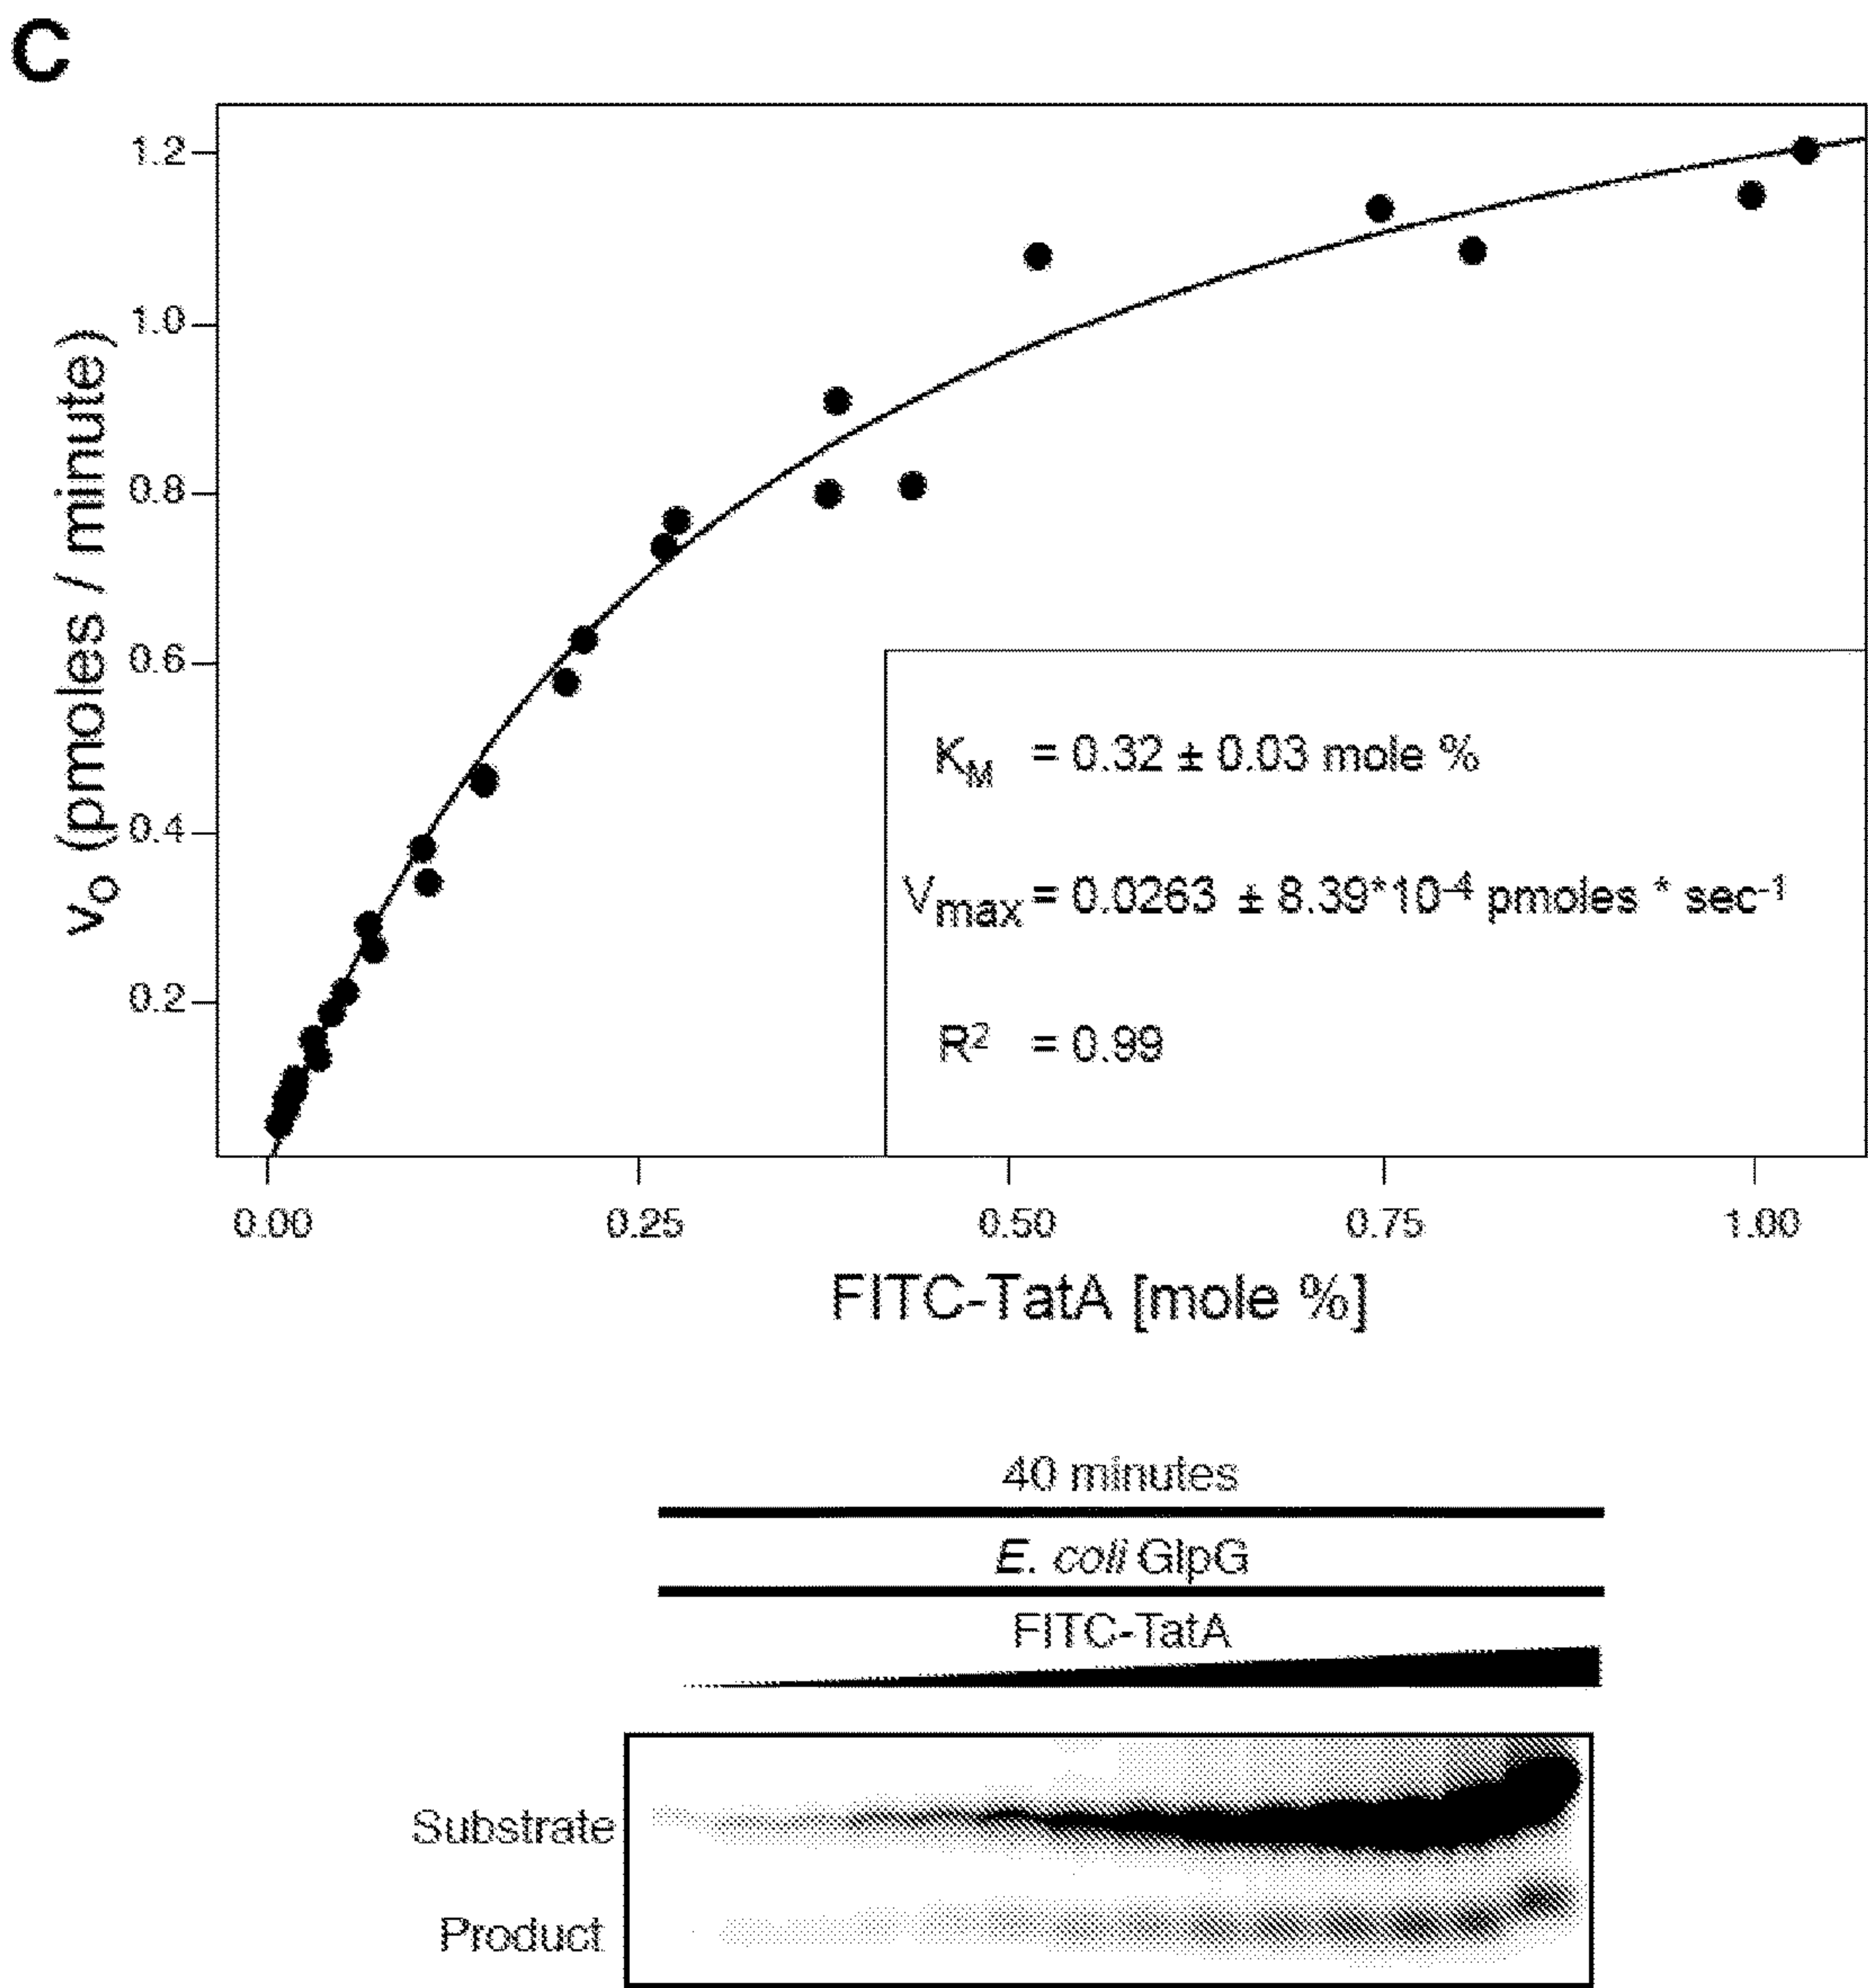 C
1.2
1.0
0.8
0.6
0.4
0.2
v₀ (pmoles / minute)
K_M = 0.32 ± 0.03 mole %
V_max = 0.0263 ± 8.39*10⁻⁴ pmoles * sec⁻¹
R² = 0.99
0.00 0.25 0.50 0.75 1.00
FITC-TatA [mole %]
40 minutes
E. coli GlpG
FITC-TatA
Substrate
Product